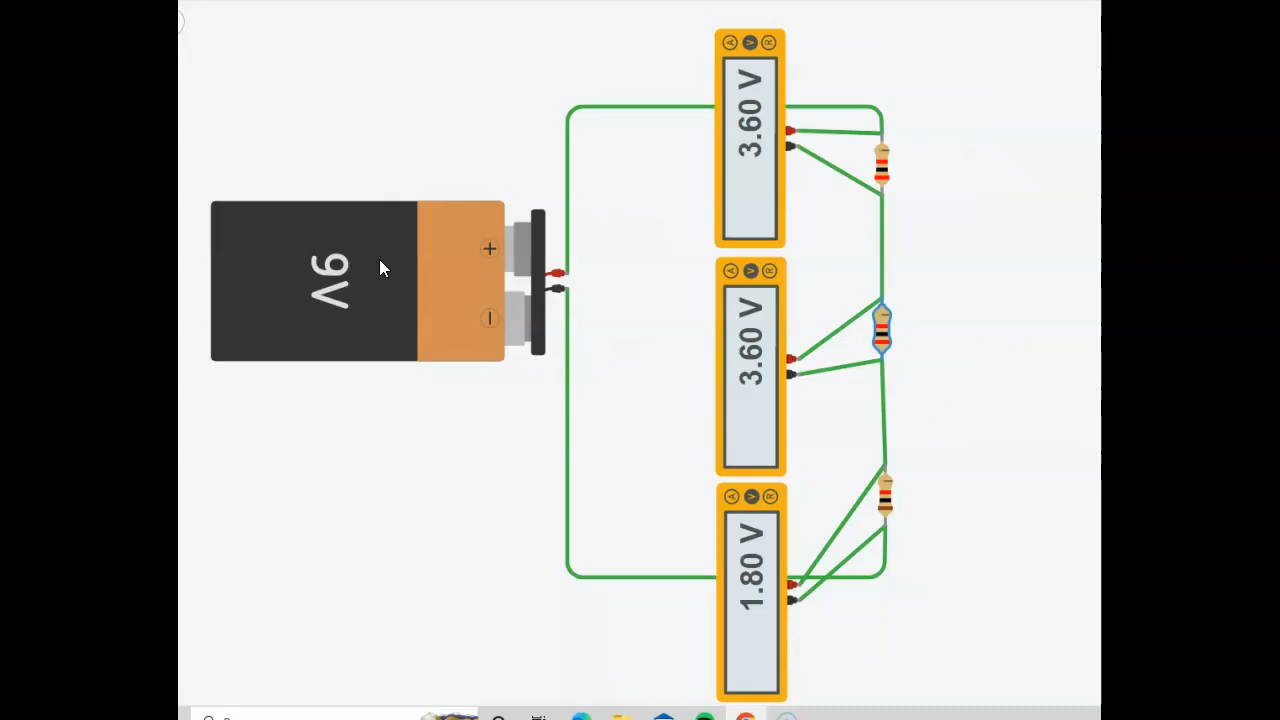 A V R
3.60 V
9V
+
−
A V R
3.60 V
A V R
1.80 V